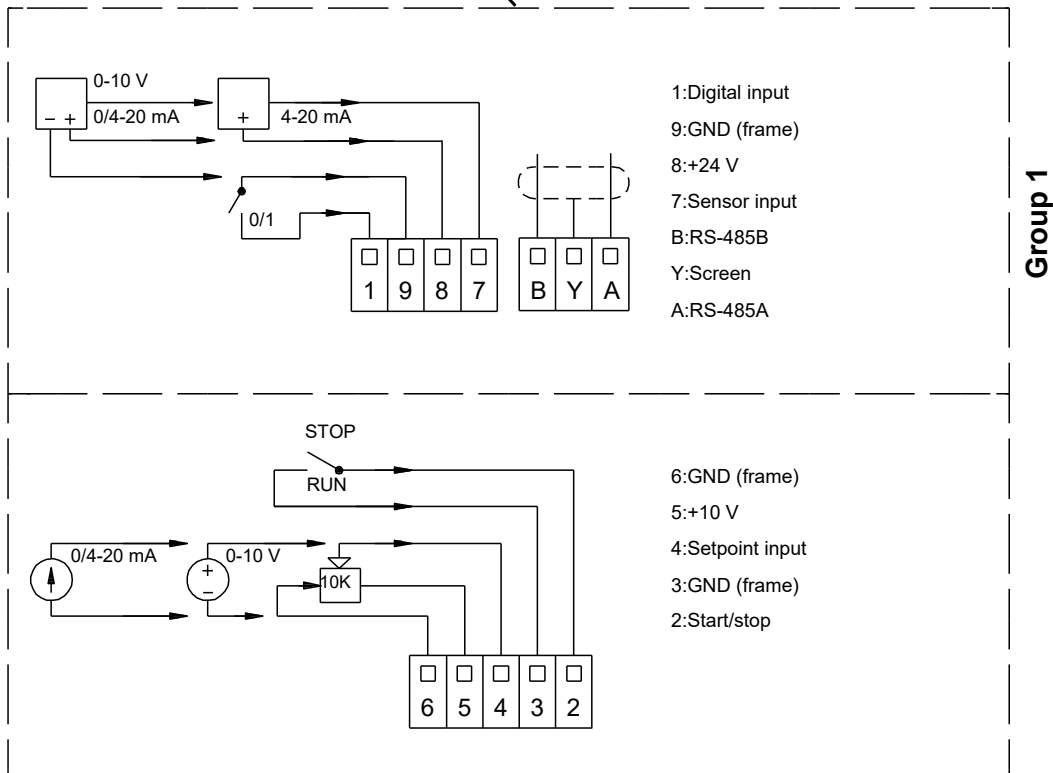 0-10 V
0/4-20 mA
− +
+
4-20 mA
0/1
1 9 8 7
B Y A
1:Digital input
9:GND (frame)
8:+24 V
7:Sensor input
B:RS-485B
Y:Screen
A:RS-485A
Group 1
STOP
RUN
0/4-20 mA
0-10 V
+
−
10K
6 5 4 3 2
6:GND (frame)
5:+10 V
4:Setpoint input
3:GND (frame)
2:Start/stop